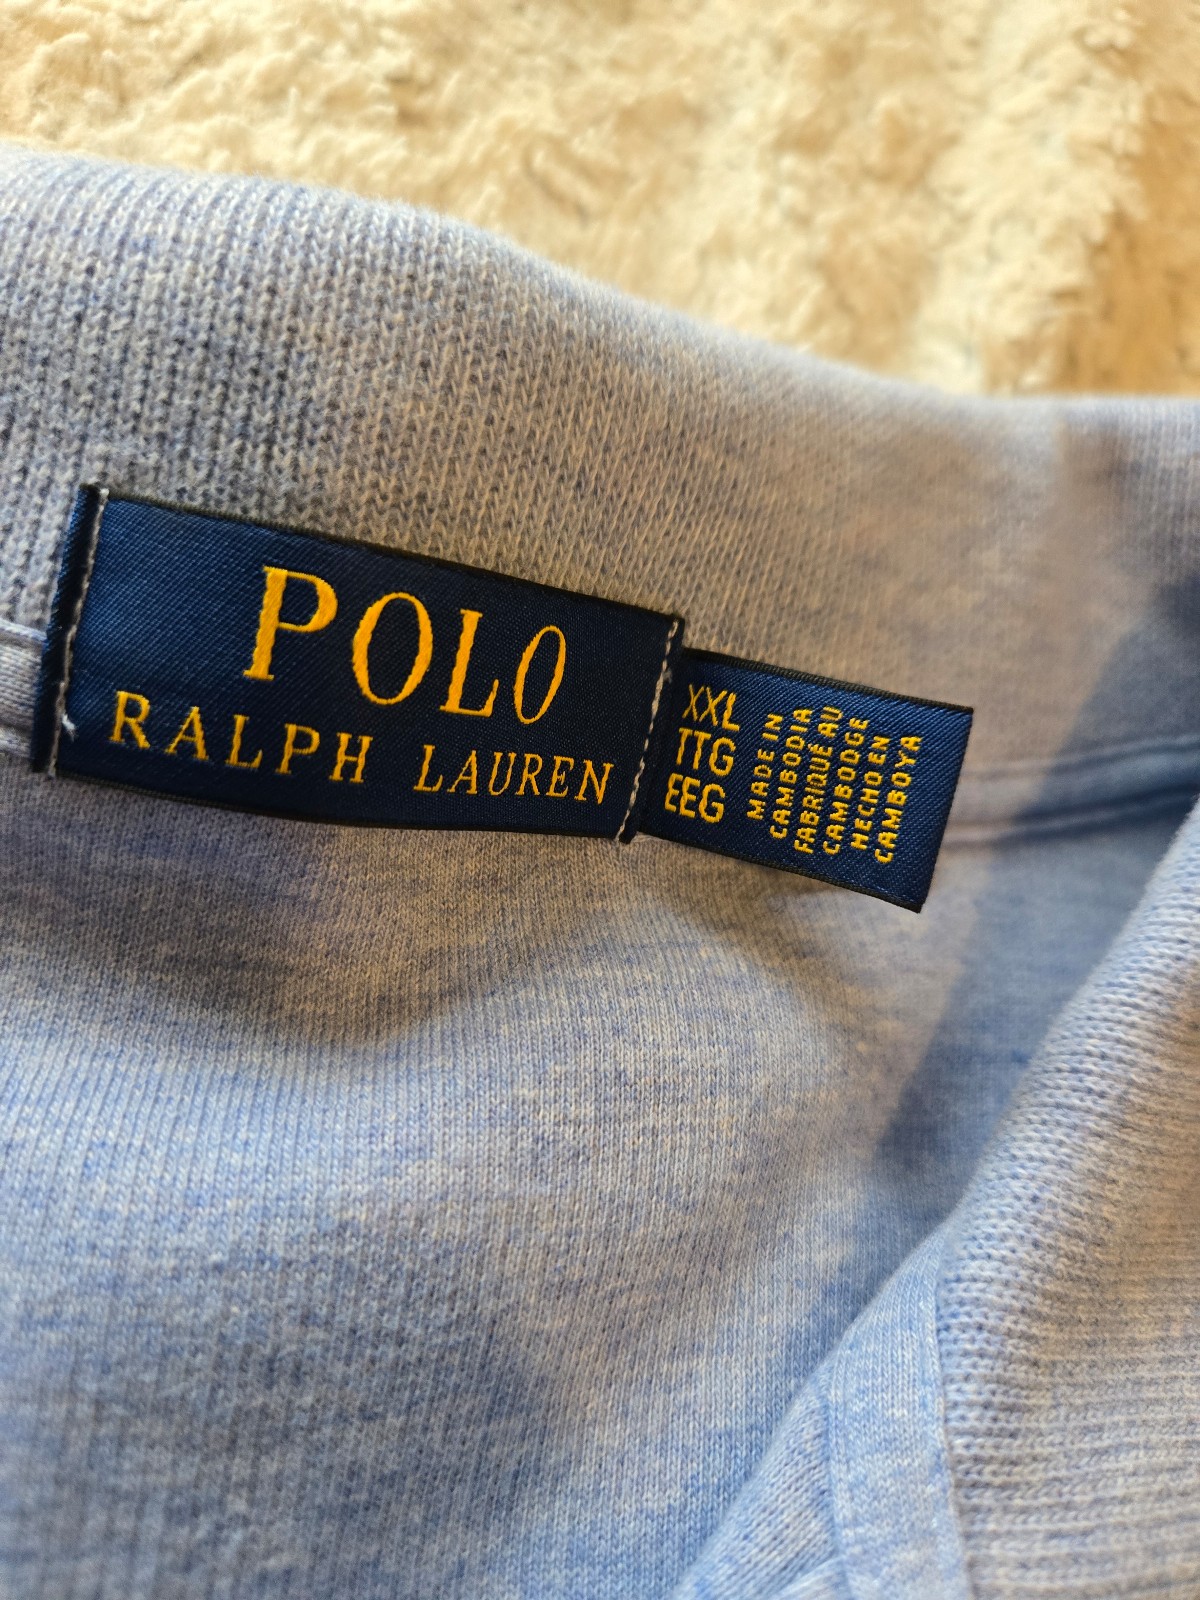 POLO
RALPH LAUREN
XXL
TTG
EEG
MADE IN
CAMBODIA
FABRIQUÉ AU
CAMBODGE
HECHO EN
CAMBOYA